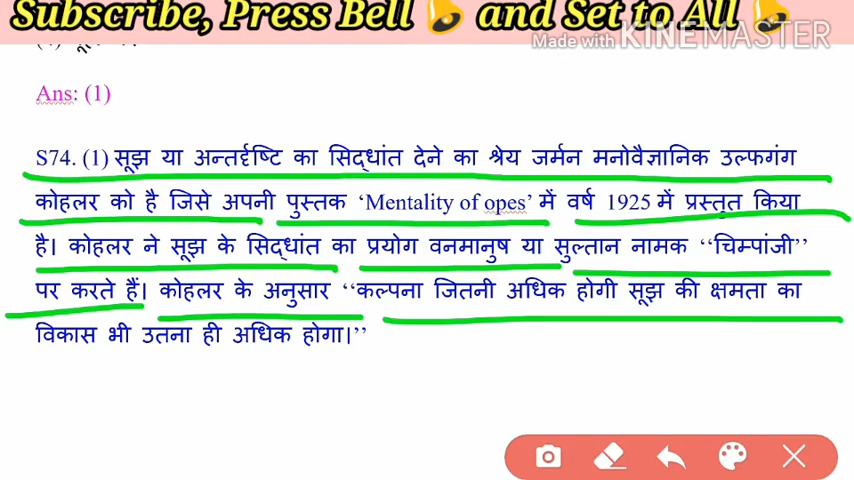 Subscribe, Press Bell 🔔 and Set to All 🔔
Made with KINEMASTER
Ans: (1)
S74. (1) सूझ या अन्तर्दृष्टि का सिद्धांत देने का श्रेय जर्मन मनोवैज्ञानिक उल्फगंग
कोहलर को है जिसे अपनी पुस्तक ‘Mentality of opes’ में वर्ष 1925 में प्रस्तुत किया
है। कोहलर ने सूझ के सिद्धांत का प्रयोग वनमानुष या सुल्तान नामक ‘‘चिम्पांजी’’
पर करते हैं। कोहलर के अनुसार ‘‘कल्पना जितनी अधिक होगी सूझ की क्षमता का
विकास भी उतना ही अधिक होगा।’’